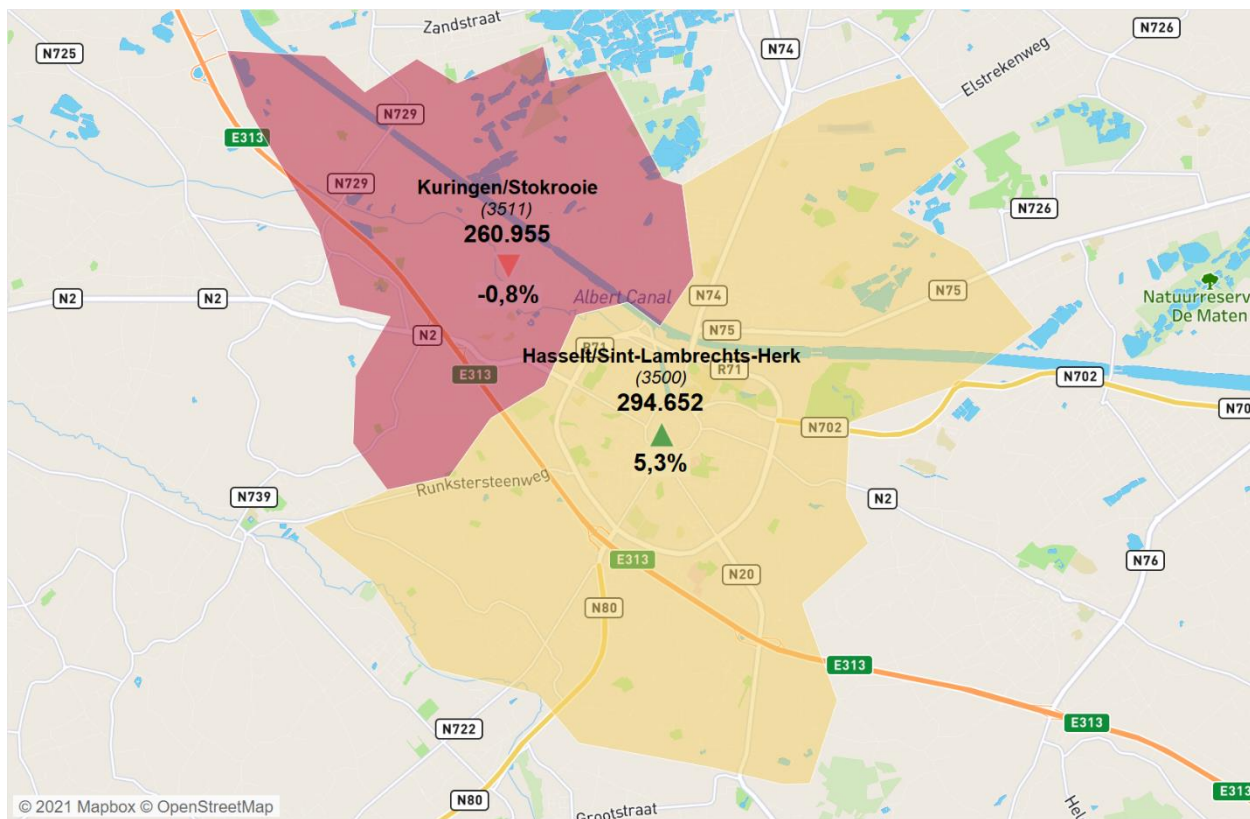 Zandstraat
N725
N74
N726
Elstrekenweg
N729
E313
N729
Kuringen/Stokrooie
(3511)
260.955
-0,8%
N726
N2
N2
Albert Canal
N74
N75
Natuurreserv
De Maten
N2
N75
R71
Hasselt/Sint-Lambrechts-Herk
(3500)
294.652
5,3%
R71
E313
N702
N70
N702
Runkstersteenweg
N739
N2
E313
N20
N76
N80
E313
N722
E313
E313
N80
Grootstraat
Hel
© 2021 Mapbox © OpenStreetMap